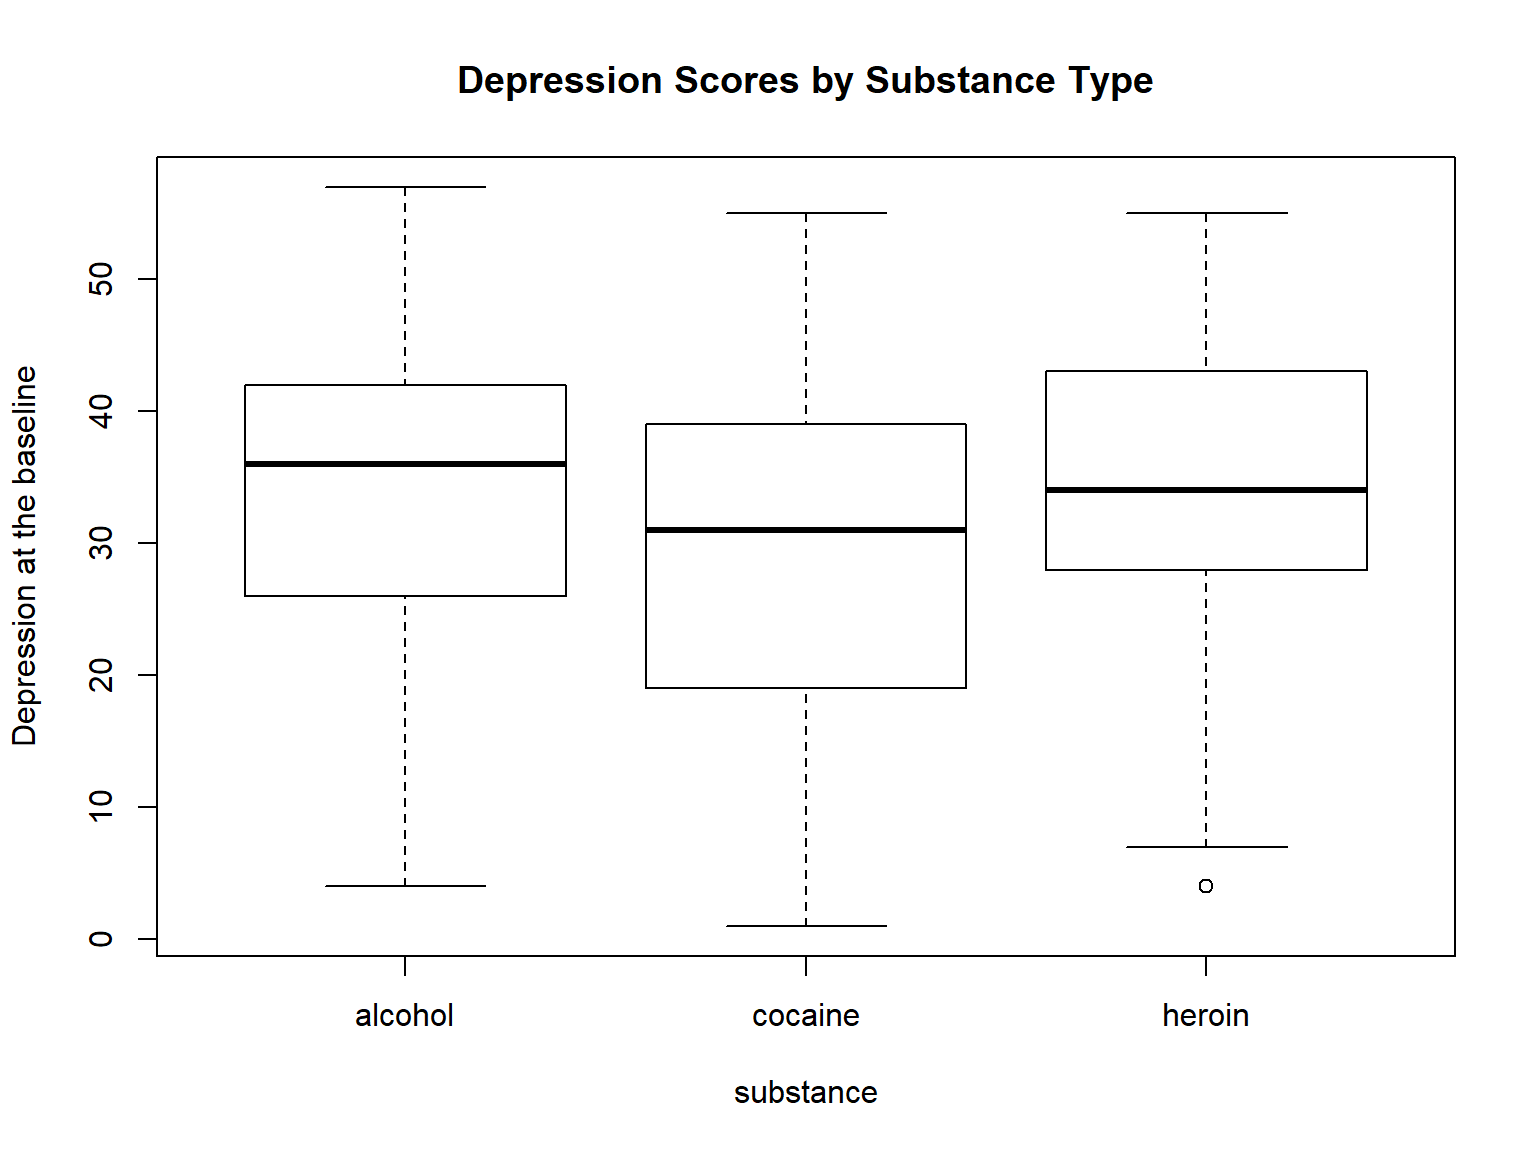 Depression Scores by Substance Type
Depression at the baseline
50
40
30
20
10
0
alcohol cocaine heroin
substance